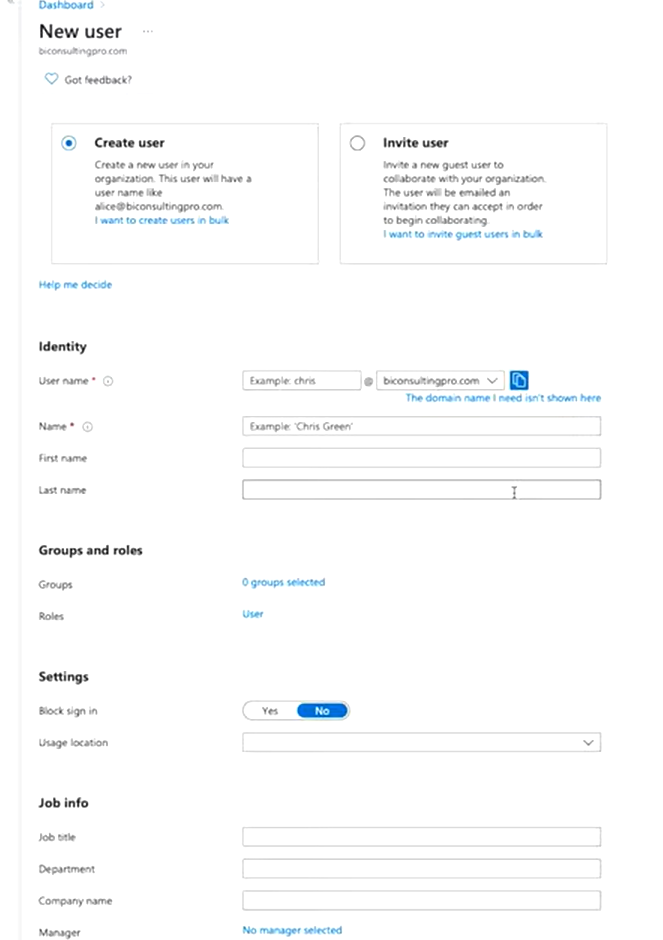 Dashboard >
New user ...
biconsultingpro.com
Got feedback?
Create user
Create a new user in your
organization. This user will have a
user name like
alice@biconsultingpro.com.
I want to create users in bulk
Invite user
Invite a new guest user to
collaborate with your organization.
The user will be emailed an
invitation they can accept in order
to begin collaborating.
I want to invite guest users in bulk
Help me decide
Identity
User name * Example: chris @ biconsultingpro.com
The domain name I need isn't shown here
Name * Example: 'Chris Green'
First name
Last name
Groups and roles
Groups 0 groups selected
Roles User
Settings
Block sign in Yes No
Usage location
Job info
Job title
Department
Company name
Manager No manager selected